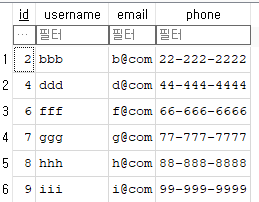 id username email phone
... 필터 필터 필터
1 2 bbb b@com 22-222-2222
2 4 ddd d@com 44-444-4444
3 6 fff f@com 66-666-6666
4 7 ggg g@com 77-777-7777
5 8 hhh h@com 88-888-8888
6 9 iii i@com 99-999-9999